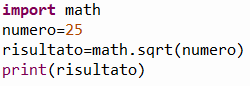 import math
numero=25
risultato=math.sqrt(numero)
print(risultato)